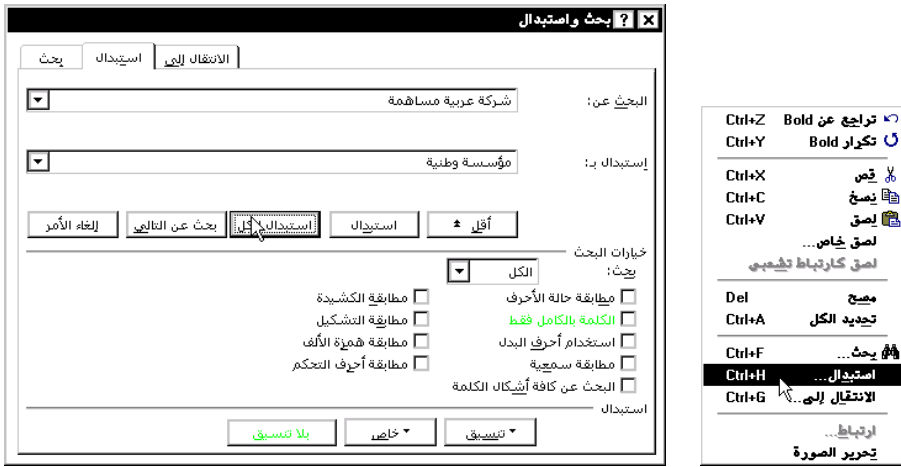 بحث واستبدال
بحث
استبدال
الانتقال إلى
البحث عن:
شركة عربية مساهمة
إستبدال بـ:
مؤسسة وطنية
أقل
استبدال
استبدال الكل
بحث عن التالي
إلغاء الأمر
خيارات البحث
بحث:
الكل
مطابقة حالة الأحرف
الكلمة بالكامل فقط
استخدام أحرف البدل
مطابقة سمعية
البحث عن كافة أشكال الكلمة
مطابقة الكشيدة
مطابقة التشكيل
مطابقة همزة الألف
مطابقة أحرف التحكم
استبدال
تنسيق
خاص
بلا تنسيق
تراجع عن Bold Ctrl+Z
تكرار Bold Ctrl+Y
قص Ctrl+X
نسخ Ctrl+C
لصق Ctrl+V
لصق خاص...
لصق كارتباط تشعبي
مسح Del
تحديد الكل Ctrl+A
بحث... Ctrl+F
استبدال... Ctrl+H
الانتقال إلى... Ctrl+G
ارتباط...
تحرير الصورة